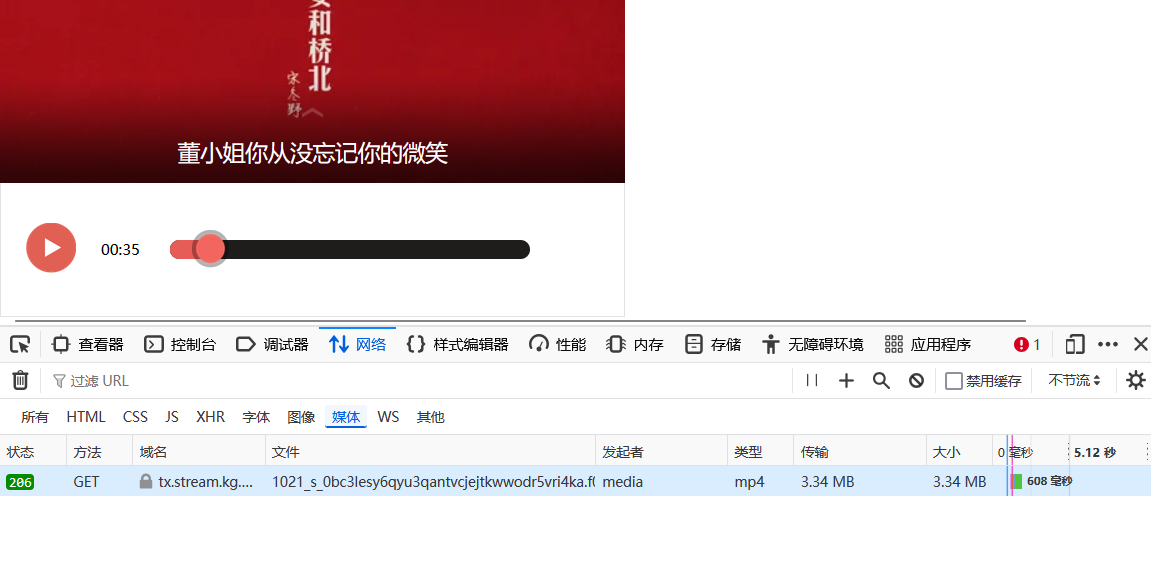 安和桥北
宋冬野
董小姐你从没忘记你的微笑
00:35
查看器 控制台 调试器 网络 样式编辑器 性能 内存 存储 无障碍环境 应用程序 1
过滤 URL 禁用缓存 不节流
所有 HTML CSS JS XHR 字体 图像 媒体 WS 其他
状态 方法 域名 文件 发起者 类型 传输 大小 0 毫秒 5.12 秒
206 GET tx.stream.kg.... 1021_s_0bc3lesy6qyu3qantvcjejtkwwodr5vri4ka.f0 media mp4 3.34 MB 3.34 MB 608 毫秒